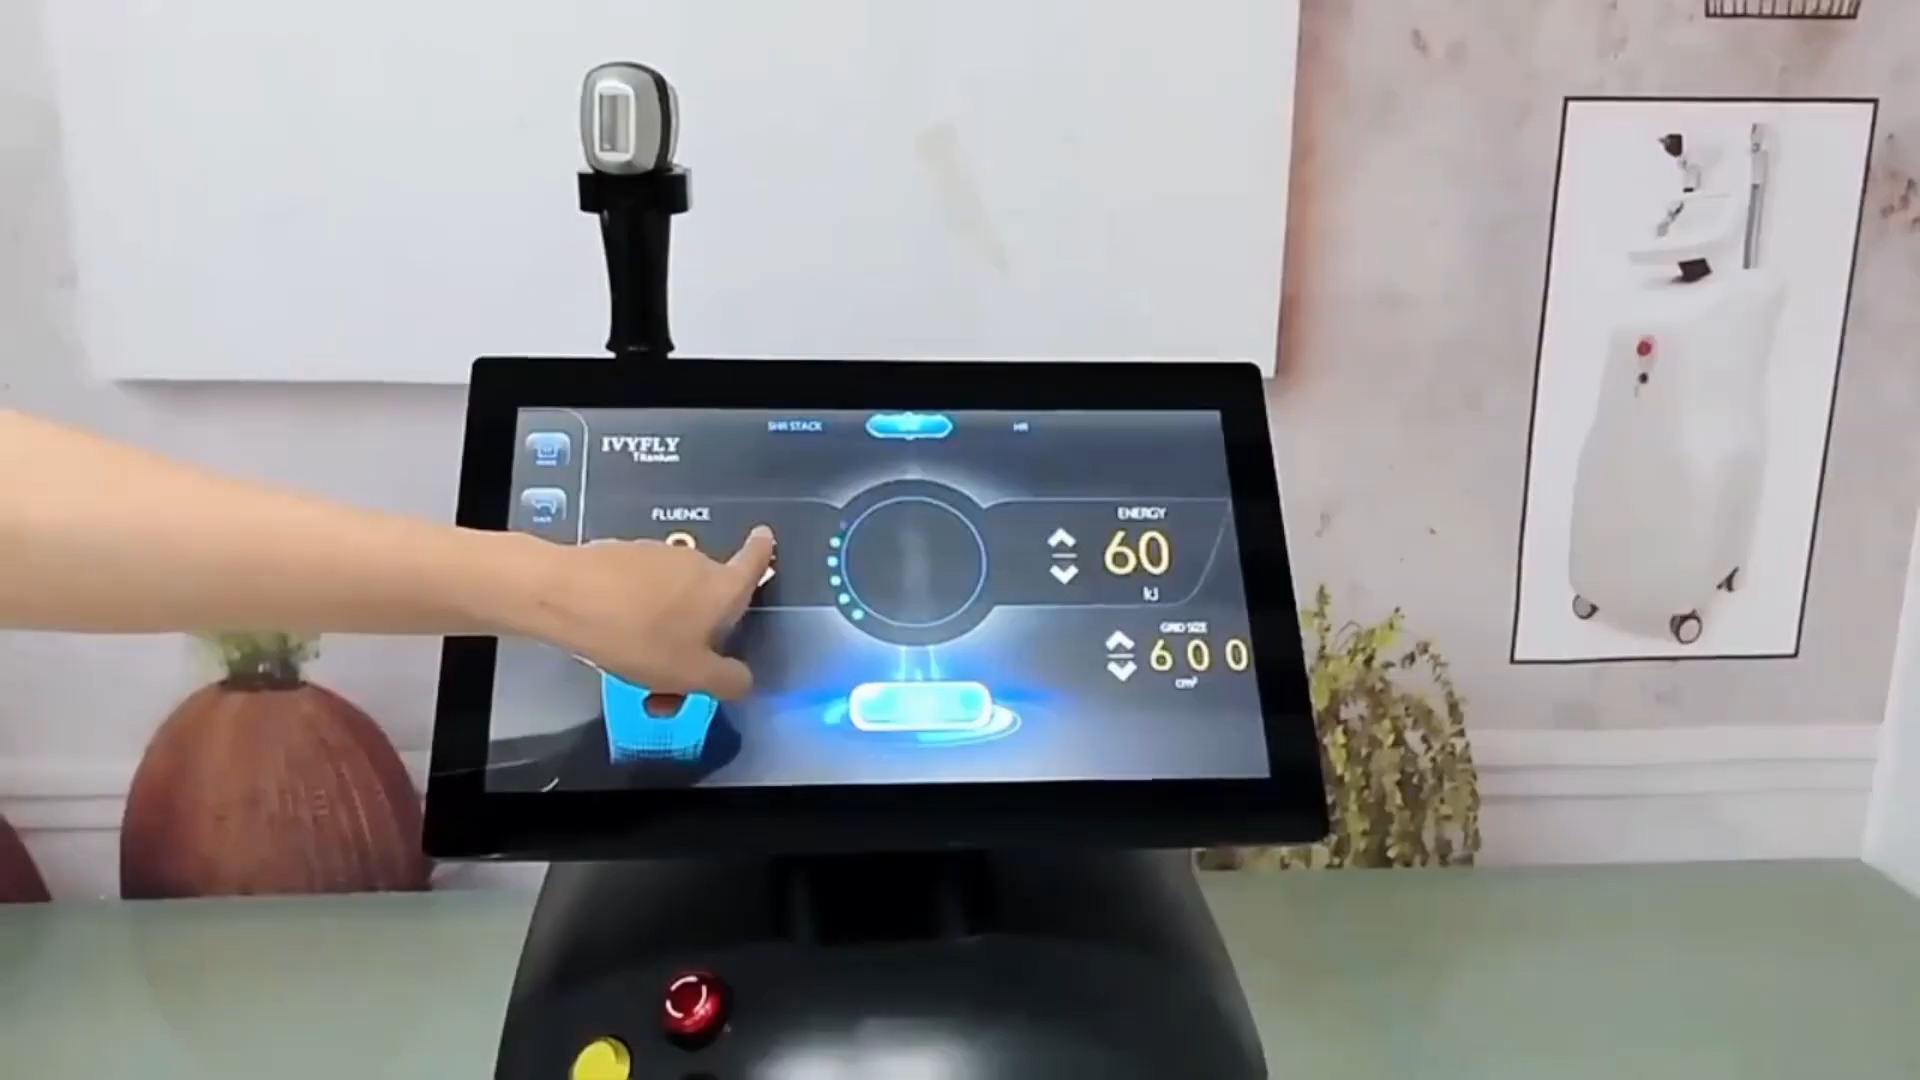 SHR STACK
HR
IVYFLY
Titanium
FLUENCE
ENERGY
60
kJ
GRID SIZE
600
cm²